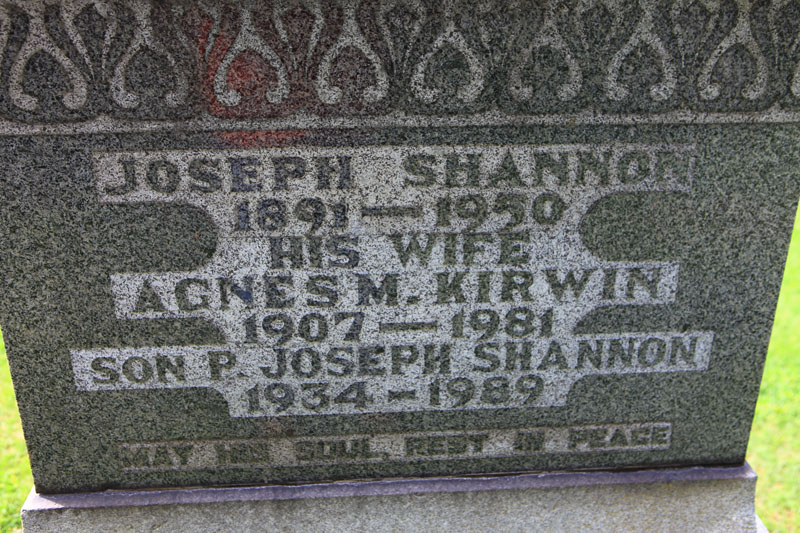 JOSEPH SHANNON
1891 — 1950
HIS WIFE
AGNES M. KIRWIN
1907 — 1981
SON P. JOSEPH SHANNON
1934 – 1989
MAY HIS SOUL REST IN PEACE